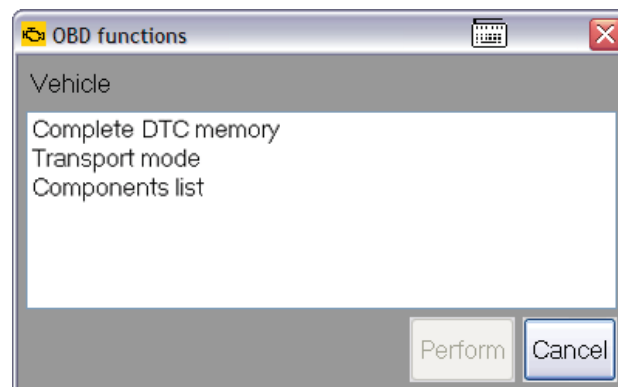 OBD functions
Vehicle
Complete DTC memory
Transport mode
Components list
Perform
Cancel